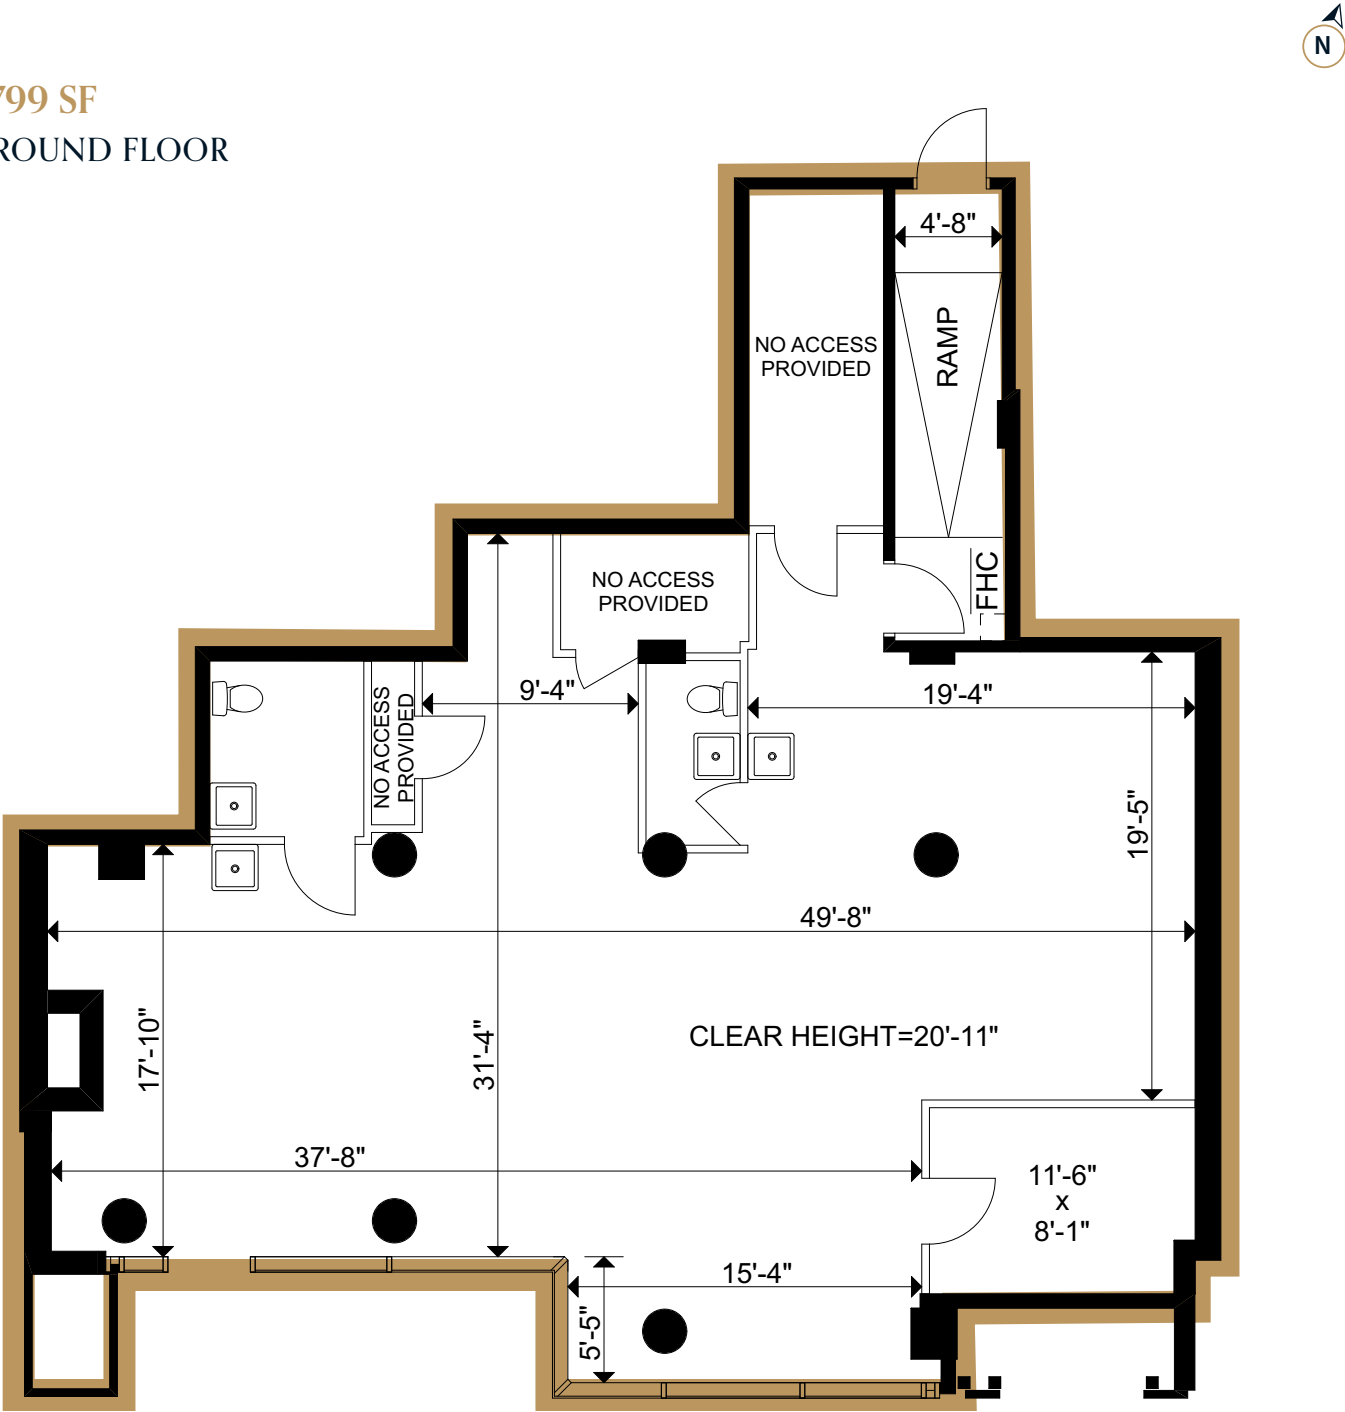 N
799 SF
ROUND FLOOR
4'-8"
RAMP
NO ACCESS
PROVIDED
FHC
NO ACCESS
PROVIDED
9'-4"
19'-4"
NO ACCESS
PROVIDED
19'-5"
49'-8"
17'-10"
31'-4"
CLEAR HEIGHT=20'-11"
37'-8"
11'-6"
x
8'-1"
15'-4"
5'-5"